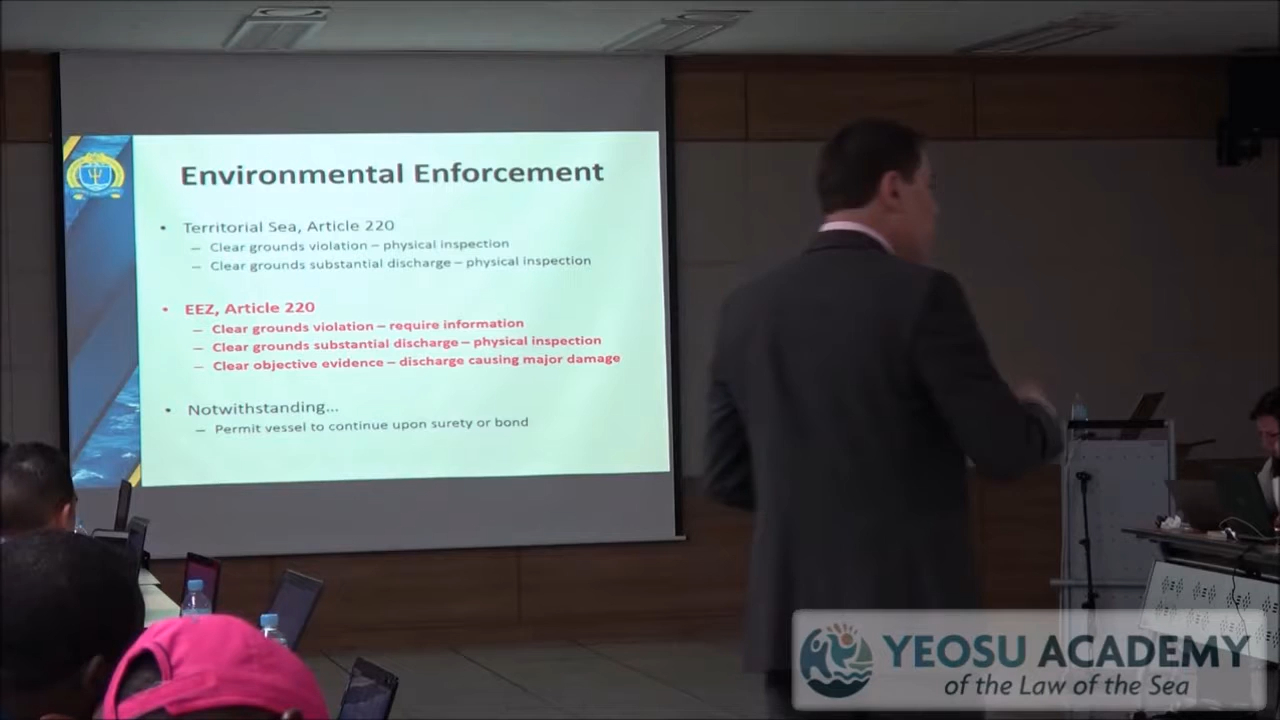 Environmental Enforcement
• Territorial Sea, Article 220
– Clear grounds violation – physical inspection
– Clear grounds substantial discharge – physical inspection
• EEZ, Article 220
– Clear grounds violation – require information
– Clear grounds substantial discharge – physical inspection
– Clear objective evidence – discharge causing major damage
• Notwithstanding...
– Permit vessel to continue upon surety or bond
YEOSU ACADEMY
of the Law of the Sea